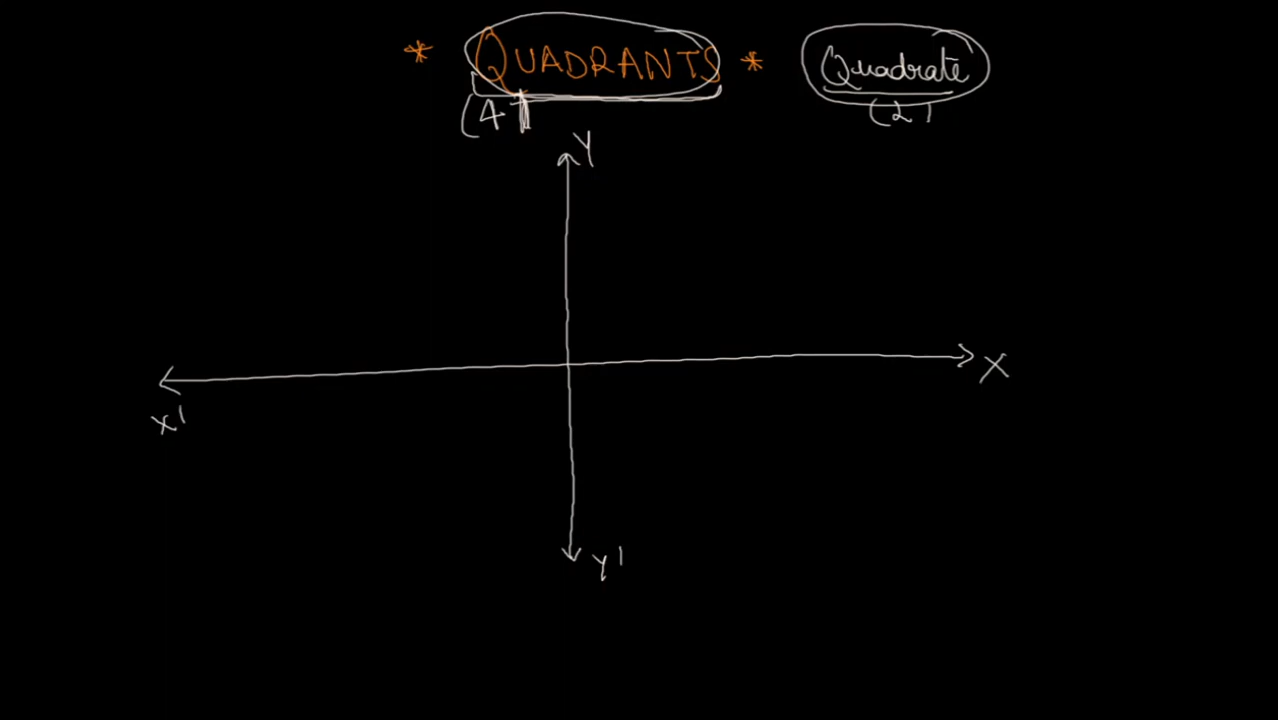 * QUADRANTS * Quadrate
(4) (2)
Y
X
X'
Y'